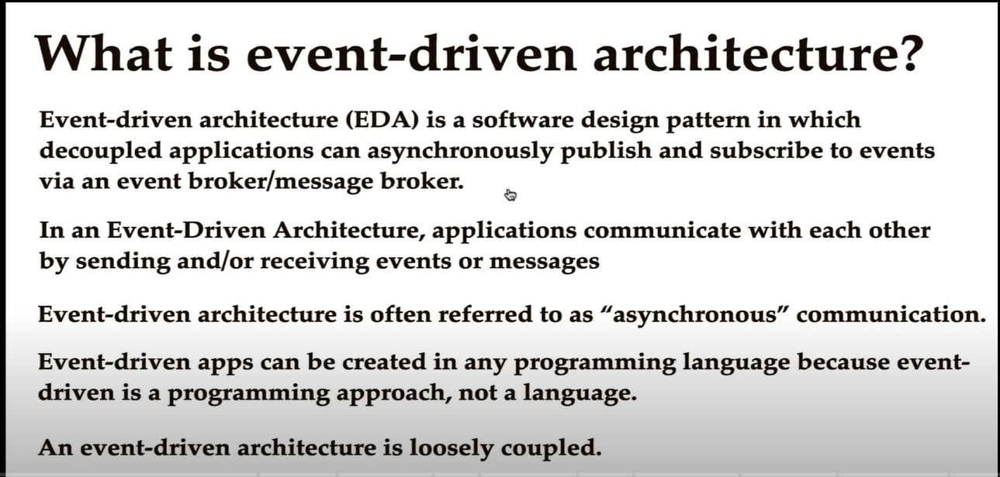 What is event-driven architecture?
Event-driven architecture (EDA) is a software design pattern in which
decoupled applications can asynchronously publish and subscribe to events
via an event broker/message broker.
In an Event-Driven Architecture, applications communicate with each other
by sending and/or receiving events or messages
Event-driven architecture is often referred to as “asynchronous” communication.
Event-driven apps can be created in any programming language because event-
driven is a programming approach, not a language.
An event-driven architecture is loosely coupled.